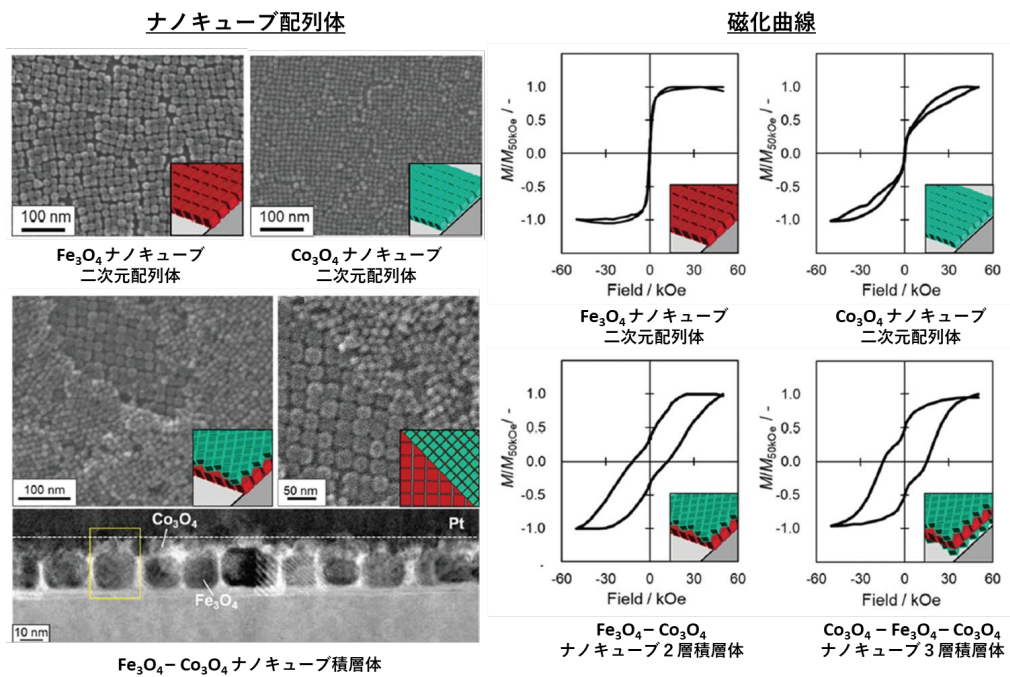 ナノキューブ配列体
100 nm
100 nm
Fe₃O₄ ナノキューブ
二次元配列体
Co₃O₄ ナノキューブ
二次元配列体
100 nm
50 nm
Co₃O₄
Pt
Fe₃O₄
10 nm
Fe₃O₄ – Co₃O₄ ナノキューブ積層体
磁化曲線
M/M50kOe / -
1.0
0.5
0.0
-0.5
-1.0
-60 -30 0 30 60
Field / kOe
Fe₃O₄ ナノキューブ
二次元配列体
M/M50kOe / -
1.0
0.5
0.0
-0.5
-1.0
-60 -30 0 30 60
Field / kOe
Co₃O₄ ナノキューブ
二次元配列体
M/M50kOe / -
1.0
0.5
0.0
-0.5
-1.0
-60 -30 0 30 60
Field / kOe
Fe₃O₄ – Co₃O₄
ナノキューブ２層積層体
M/M50kOe / -
1.0
0.5
0.0
-0.5
-1.0
-60 -30 0 30 60
Field / kOe
Co₃O₄ – Fe₃O₄ – Co₃O₄
ナノキューブ３層積層体